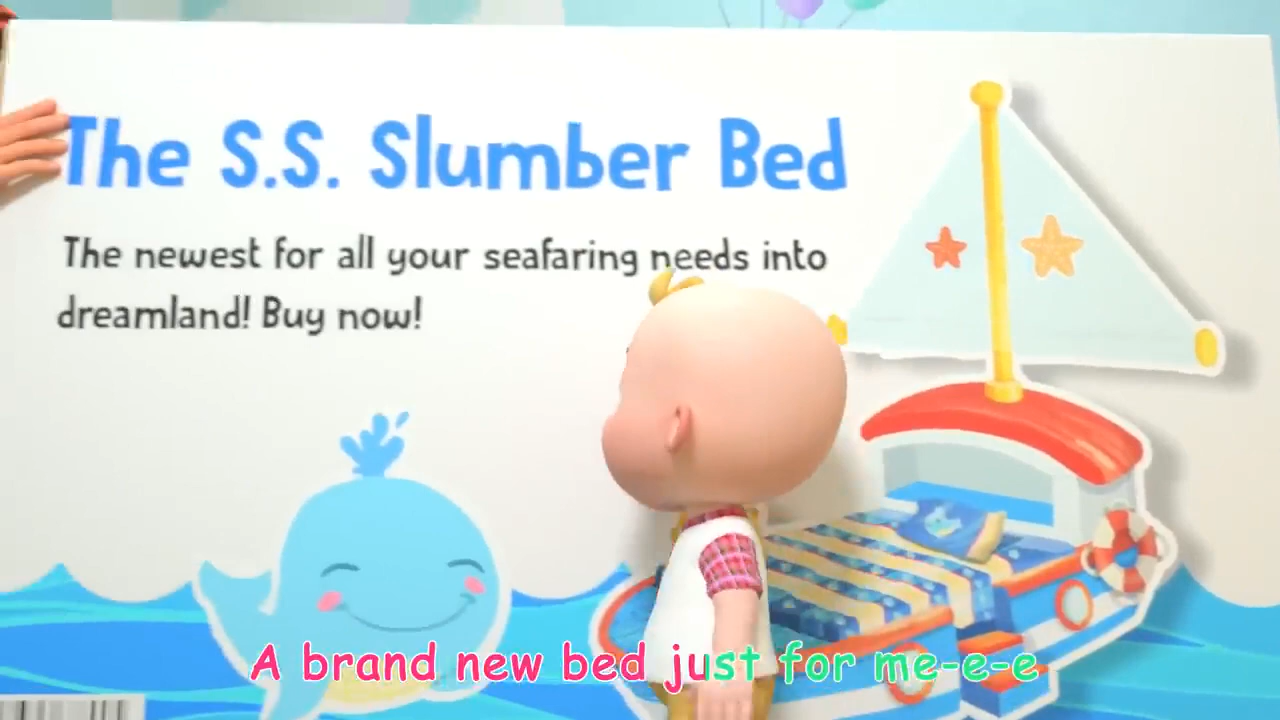 The S.S. Slumber Bed
The newest for all your seafaring needs into
dreamland! Buy now!
A brand new bed just for me-e-e